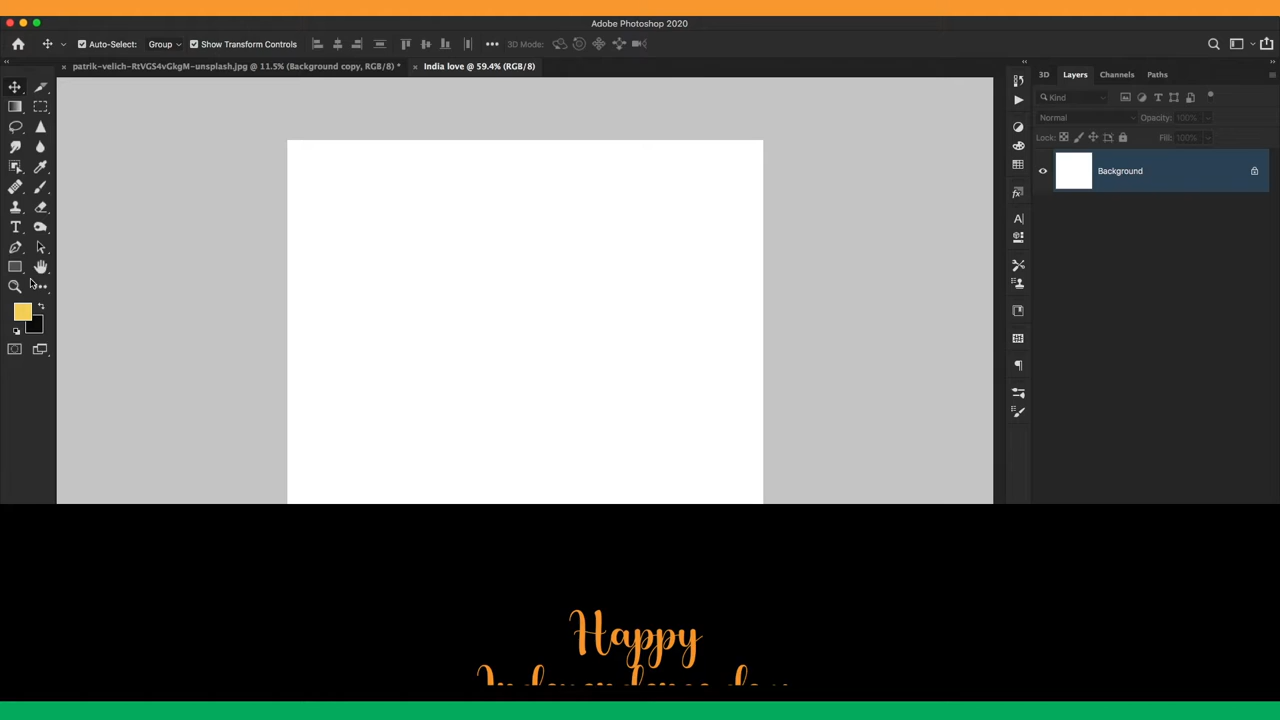 Adobe Photoshop 2020
Auto-Select: Group Show Transform Controls 3D Mode:
patrik-velich-RtVGS4vGkgM-unsplash.jpg @ 11.5% (Background copy, RGB/8) * India love @ 59.4% (RGB/8)
3D Layers Channels Paths
Kind
Normal Opacity: 100%
Lock: Fill: 100%
Background
Happy
Independence day